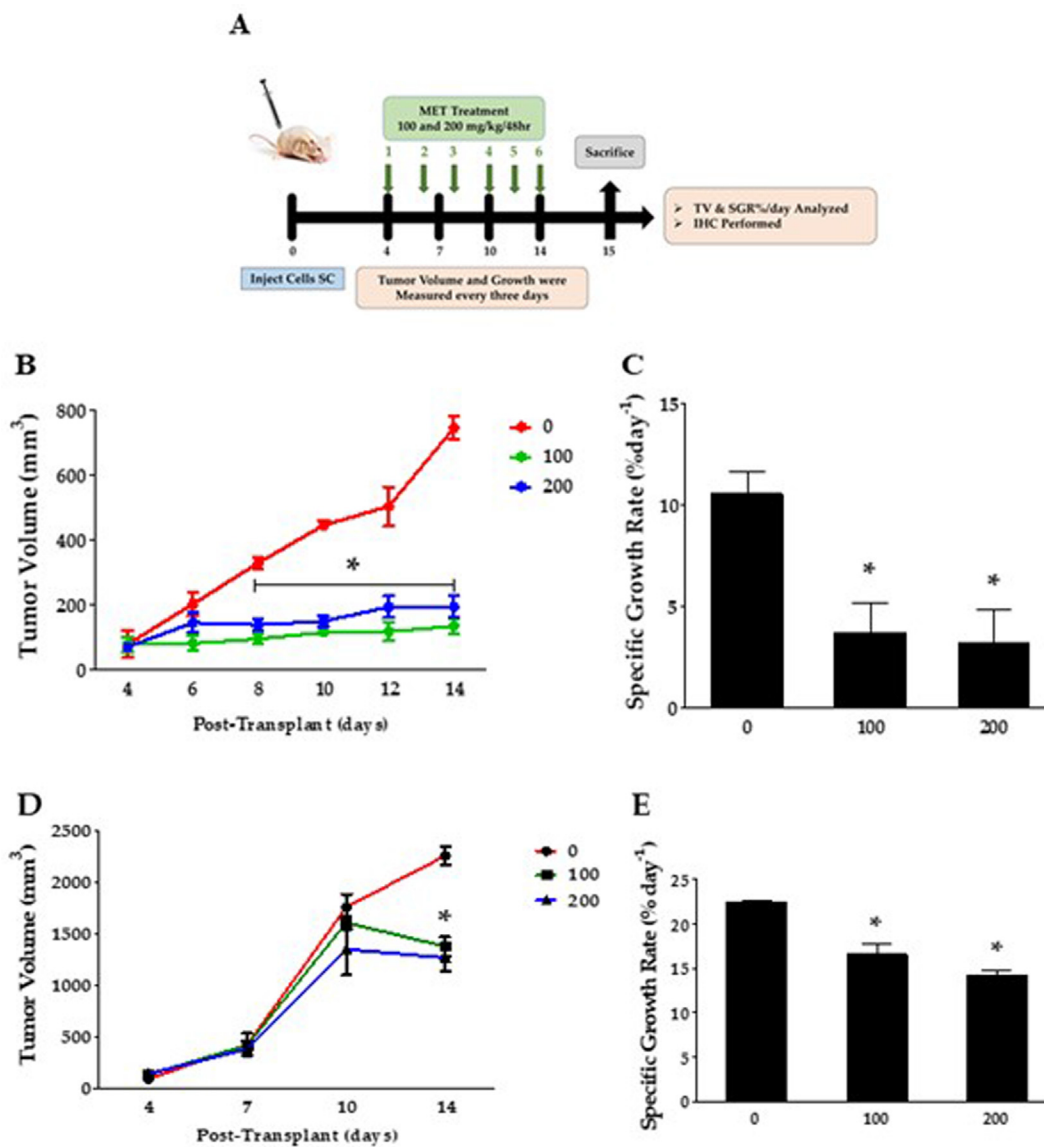 A
MET Treatment
100 and 200 mg/kg/48hr
1 2 3 4 5 6
Sacrifice
➢ TV & SGR%/day Analyzed
➢ IHC Performed
0 4 7 10 14 15
Inject Cells SC
Tumor Volume and Growth were
Measured every three days
B
Tumor Volume (mm³)
800
600
400
200
0
*
0
100
200
4 6 8 10 12 14
Post-Transplant (days)
C
Specific Growth Rate (%day⁻¹)
15
10
5
0
* *
0 100 200
D
Tumor Volume (mm³)
2500
2000
1500
1000
500
0
*
0
100
200
4 7 10 14
Post-Transplant (days)
E
Specific Growth Rate (% day⁻¹)
25
22
15
10
5
0
* *
0 100 200